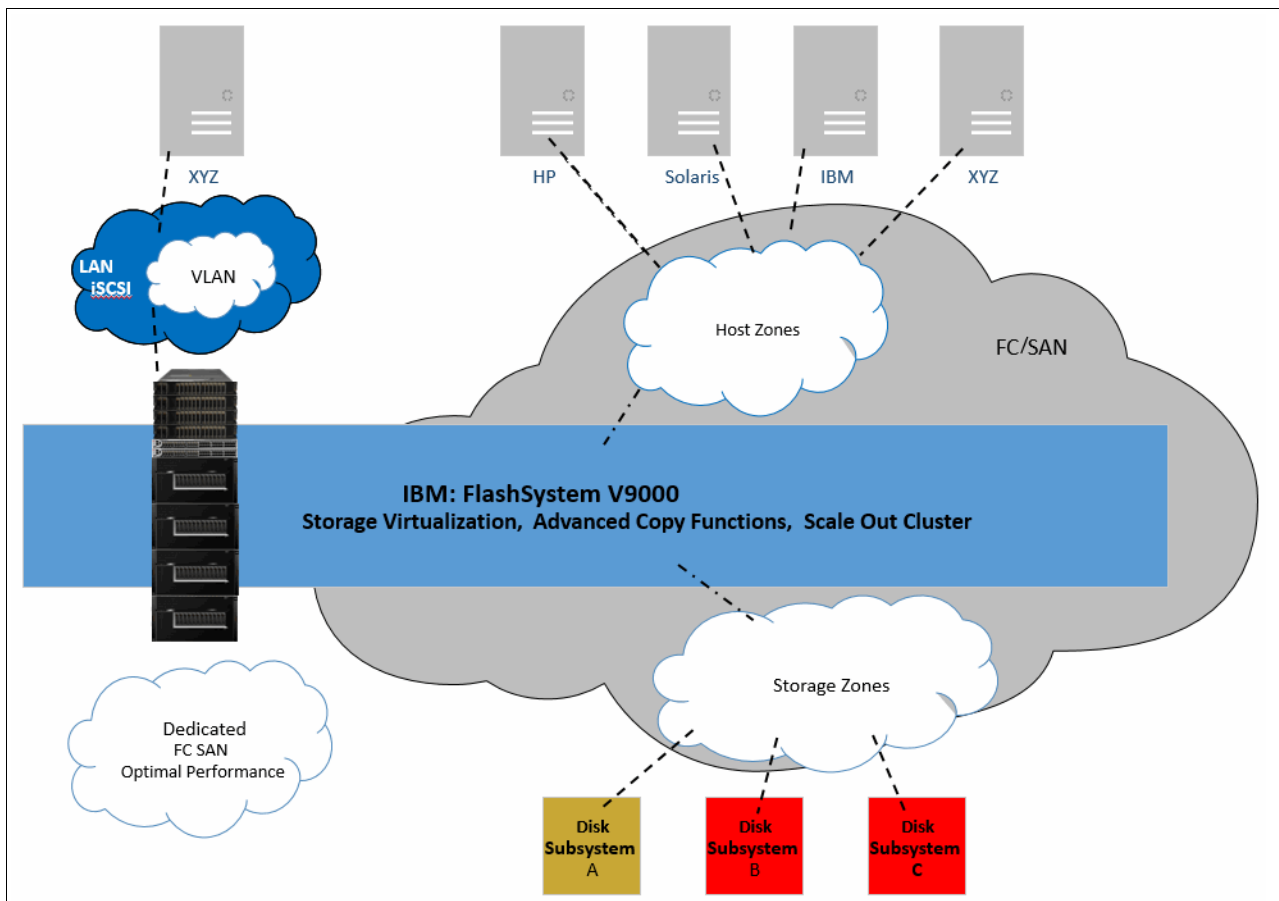 XYZ
HP
Solaris
IBM
XYZ
LAN
iSCSI
VLAN
Host Zones
FC/SAN
IBM: FlashSystem V9000
Storage Virtualization, Advanced Copy Functions, Scale Out Cluster
Storage Zones
Dedicated
FC SAN
Optimal Performance
Disk
Subsystem
A
Disk
Subsystem
B
Disk
Subsystem
C